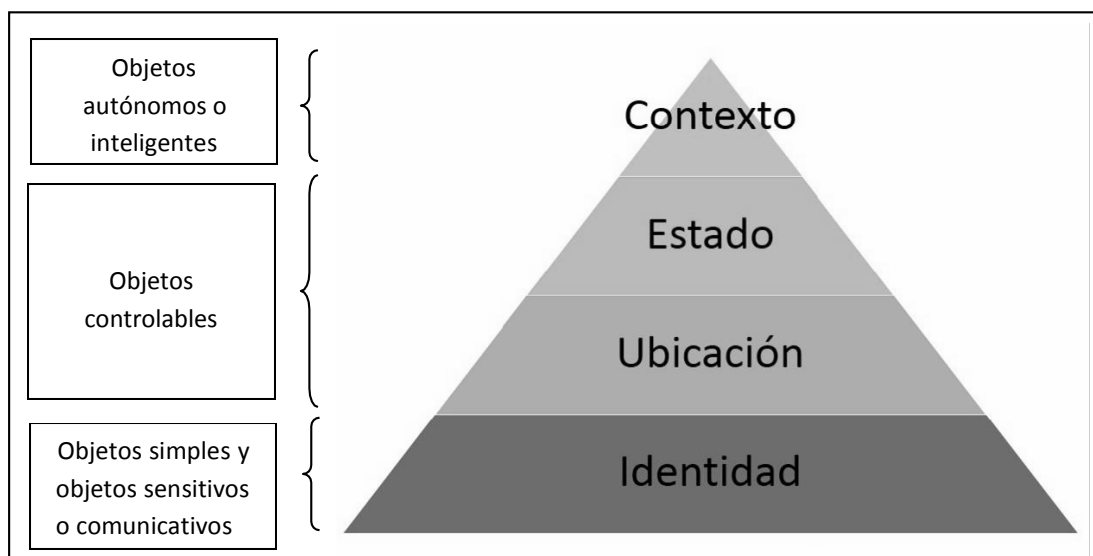 Objetos
autónomos o
inteligentes
Contexto
Estado
Objetos
controlables
Ubicación
Objetos simples y
objetos sensitivos
o comunicativos
Identidad